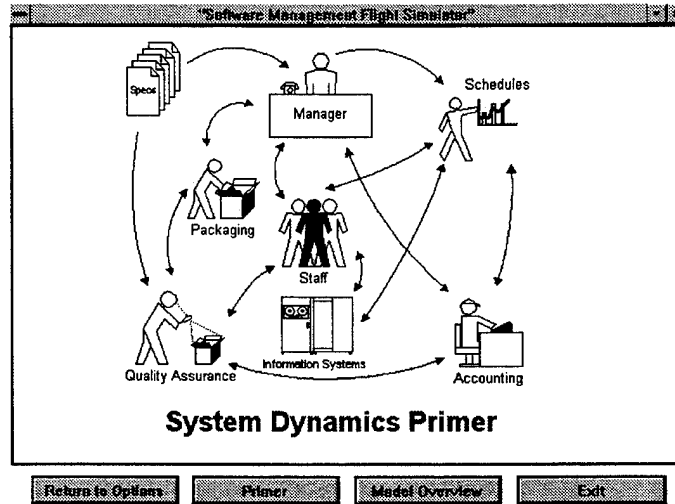 "Software Management Flight Simulator"
Specs
Manager
Schedules
Packaging
Staff
Quality Assurance
Information Systems
Accounting
System Dynamics Primer
Return to Options
Primer
Model Overview
Exit